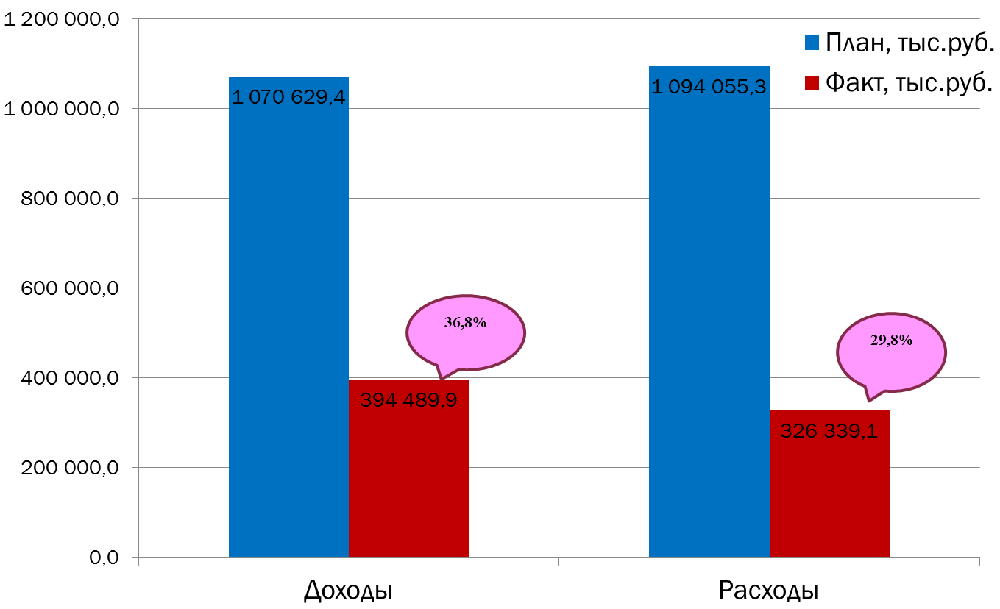 1 200 000,0
1 000 000,0
800 000,0
600 000,0
400 000,0
200 000,0
0,0
План, тыс.руб.
Факт, тыс.руб.
1 070 629,4
1 094 055,3
36,8%
29,8%
394 489,9
326 339,1
Доходы
Расходы